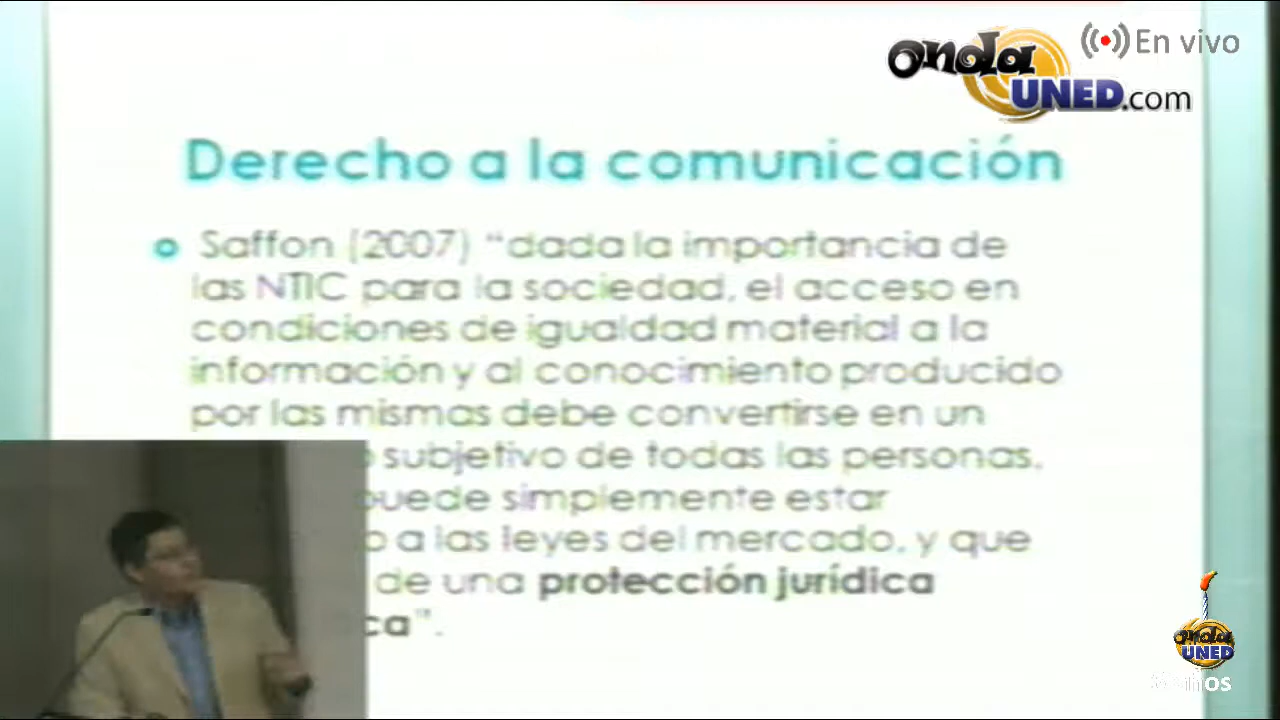 onda
UNED.com
En vivo
Derecho a la comunicación
Saffon (2007) “dada la importancia de
las NTIC para la sociedad, el acceso en
condiciones de igualdad material a la
información y al conocimiento producido
por las mismas debe convertirse en un
subjetivo de todas las personas,
puede simplemente estar
a las leyes del mercado, y que
de una protección jurídica
ca”.
onda
UNED